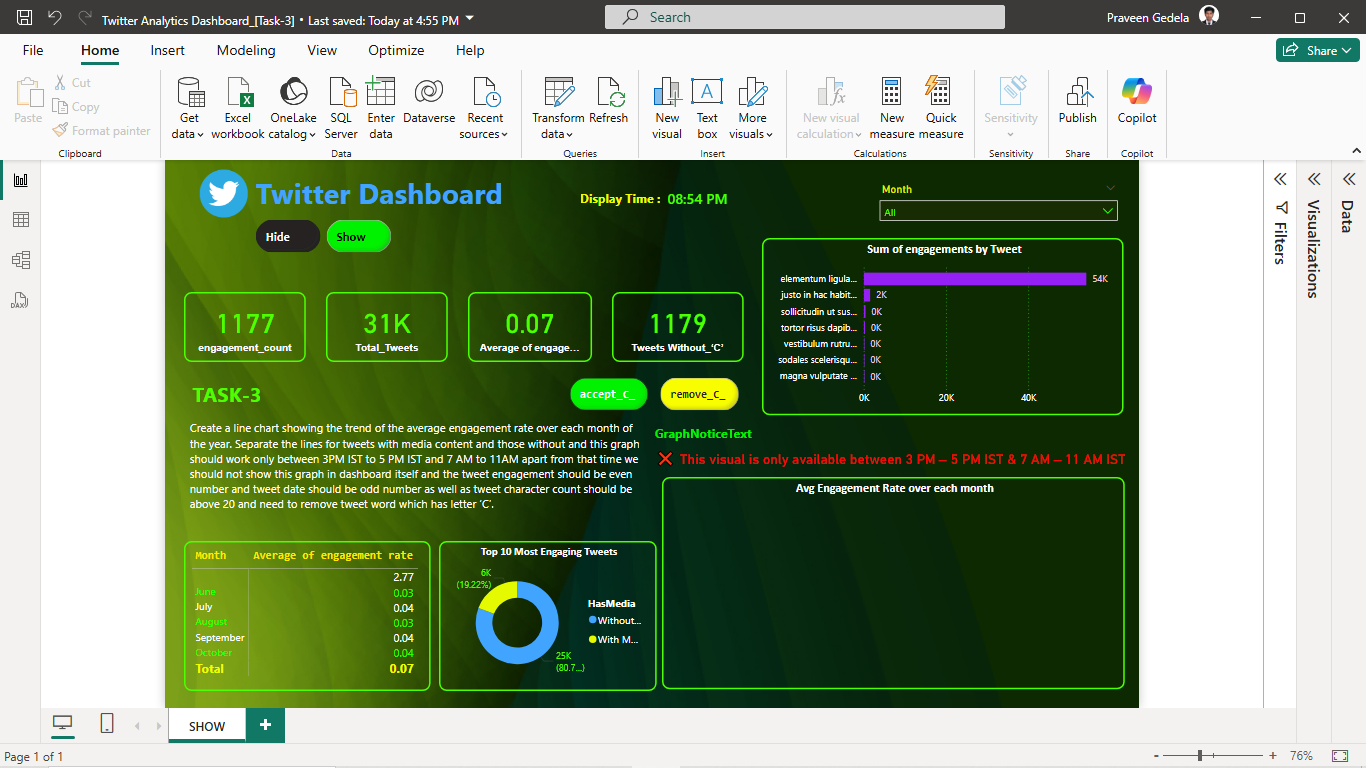 Twitter Analytics Dashboard_[Task-3] • Last saved: Today at 4:55 PM
Search
Praveen Gedela
File Home Insert Modeling View Optimize Help
Share
Paste
Cut
Copy
Format painter
Clipboard
Get data
Excel workbook
OneLake catalog
SQL Server
Enter data
Dataverse
Recent sources
Data
Transform data
Refresh
Queries
New visual
Text box
More visuals
Insert
New visual calculation
New measure
Quick measure
Calculations
Sensitivity
Sensitivity
Publish
Share
Copilot
Copilot
Twitter Dashboard
Hide
Show
Display Time : 08:54 PM
Month
All
Sum of engagements by Tweet
elementum ligula... 54K
justo in hac habit... 2K
sollicitudin ut sus... 0K
tortor risus dapib... 0K
vestibulum rutru... 0K
sodales scelerisqu... 0K
magna vulputate ... 0K
0K 20K 40K
1177
engagement_count
31K
Total_Tweets
0.07
Average of engage...
1179
Tweets Without_‘C’
TASK-3
accept_C_
remove_C_
Create a line chart showing the trend of the average engagement rate over each month of
the year. Separate the lines for tweets with media content and those without and this graph
should work only between 3PM IST to 5 PM IST and 7 AM to 11AM apart from that time we
should not show this graph in dashboard itself and the tweet engagement should be even
number and tweet date should be odd number as well as tweet character count should be
above 20 and need to remove tweet word which has letter ‘C’.
GraphNoticeText
❌ This visual is only available between 3 PM – 5 PM IST & 7 AM – 11 AM IST
Avg Engagement Rate over each month
Month Average of engagement rate
2.77
June 0.03
July 0.04
August 0.03
September 0.04
October 0.04
Total 0.07
Top 10 Most Engaging Tweets
6K
(19.22%)
25K
(80.7...)
HasMedia
Without...
With M...
Filters
Visualizations
Data
DAX
SHOW
Page 1 of 1
- + 76%